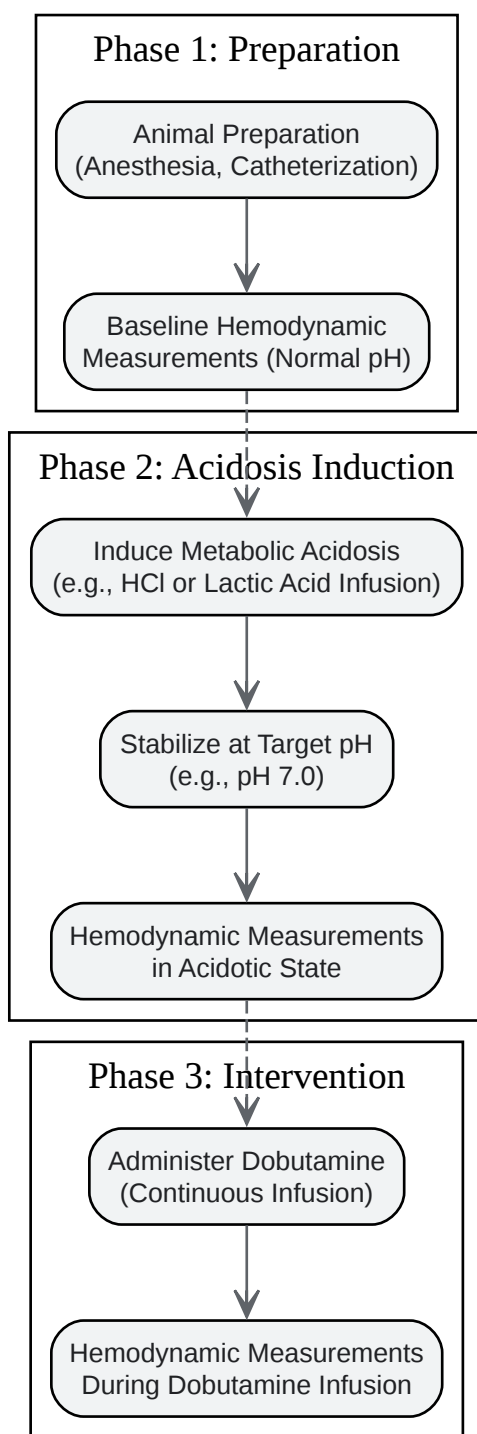 Phase 1: Preparation
Animal Preparation
(Anesthesia, Catheterization)
Baseline Hemodynamic
Measurements (Normal pH)
Phase 2: Acidosis Induction
Induce Metabolic Acidosis
(e.g., HCl or Lactic Acid Infusion)
Stabilize at Target pH
(e.g., pH 7.0)
Hemodynamic Measurements
in Acidotic State
Phase 3: Intervention
Administer Dobutamine
(Continuous Infusion)
Hemodynamic Measurements
During Dobutamine Infusion